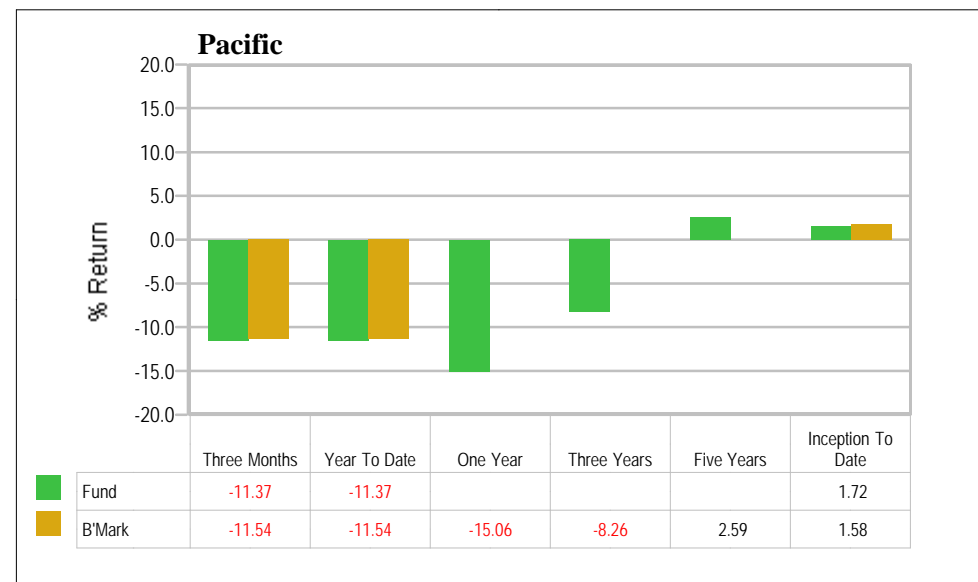 Pacific
20.0
15.0
10.0
5.0
0.0
-5.0
-10.0
-15.0
-20.0
% Return
Three Months Year To Date One Year Three Years Five Years Inception To Date
Fund -11.37 -11.37 1.72
B'Mark -11.54 -11.54 -15.06 -8.26 2.59 1.58